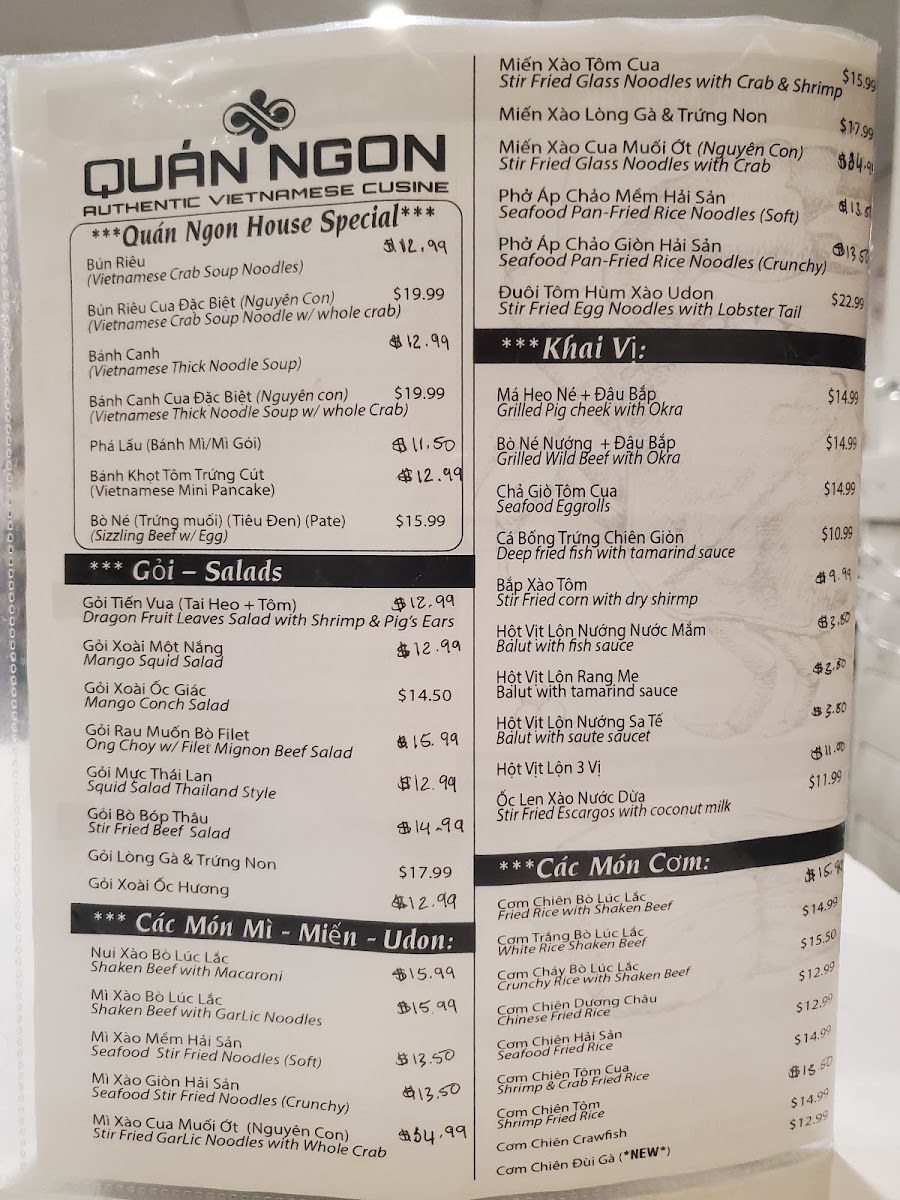 QUÁN NGON
AUTHENTIC VIETNAMESE CUSINE
***Quán Ngon House Special***
Bún Riêu $12.99
(Vietnamese Crab Soup Noodles)
Bún Riêu Cua Đặc Biệt (Nguyên Con) $19.99
(Vietnamese Crab Soup Noodle w/ whole crab)
Bánh Canh $12.99
(Vietnamese Thick Noodle Soup)
Bánh Canh Cua Đặc Biệt (Nguyên con) $19.99
(Vietnamese Thick Noodle Soup w/ whole Crab)
Phá Lấu (Bánh Mì/Mì Gói) $11.50
Bánh Khọt Tôm Trứng Cút $12.99
(Vietnamese Mini Pancake)
Bò Né (Trứng muối) (Tiêu Đen) (Pate) $15.99
(Sizzling Beef w/ Egg)
*** Gỏi – Salads
Gỏi Tiến Vua (Tai Heo + Tôm) $12.99
Dragon Fruit Leaves Salad with Shrimp & Pig's Ears
Gỏi Xoài Một Nắng $12.99
Mango Squid Salad
Gỏi Xoài Ốc Giác $14.50
Mango Conch Salad
Gỏi Rau Muốn Bò Filet $15.99
Ong Choy w/ Filet Mignon Beef Salad
Gỏi Mực Thái Lan $12.99
Squid Salad Thailand Style
Gỏi Bò Bóp Thâu $14.99
Stir Fried Beef Salad
Gỏi Lòng Gà & Trứng Non $17.99
Gỏi Xoài Ốc Hương $12.99
*** Các Món Mì - Miến - Udon:
Nui Xào Bò Lúc Lắc $15.99
Shaken Beef with Macaroni
Mì Xào Bò Lúc Lắc $15.99
Shaken Beef with GarLic Noodles
Mì Xào Mềm Hải Sản $13.50
Seafood Stir Fried Noodles (Soft)
Mì Xào Giòn Hải Sản $13.50
Seafood Stir Fried Noodles (Crunchy)
Mì Xào Cua Muối Ớt (Nguyên Con) $34.99
Stir Fried GarLic Noodles with Whole Crab
Miến Xào Tôm Cua $15.99
Stir Fried Glass Noodles with Crab & Shrimp
Miến Xào Lòng Gà & Trứng Non $17.99
Miến Xào Cua Muối Ớt (Nguyên Con)
Stir Fried Glass Noodles with Crab
Phở Áp Chảo Mềm Hải Sản
Seafood Pan-Fried Rice Noodles (Soft)
Phở Áp Chảo Giòn Hải Sản $13.50
Seafood Pan-Fried Rice Noodles (Crunchy)
Đuôi Tôm Hùm Xào Udon $22.99
Stir Fried Egg Noodles with Lobster Tail
***Khai Vị:
Má Heo Né + Đâu Bắp $14.99
Grilled Pig cheek with Okra
Bò Né Nướng + Đâu Bắp $14.99
Grilled Wild Beef with Okra
Chả Giò Tôm Cua $14.99
Seafood Eggrolls
Cá Bống Trứng Chiên Giòn $10.99
Deep fried fish with tamarind sauce
Bắp Xào Tôm $9.99
Stir Fried corn with dry shirmp
Hột Vịt Lôn Nướng Nước Mắm $3.50
Balut with fish sauce
Hột Vịt Lôn Rang Me $3.50
Balut with tamarind sauce
Hột Vịt Lôn Nướng Sa Tế $3.50
Balut with saute saucet
Hột Vịt Lộn 3 Vị $11.00
Ốc Len Xào Nước Dừa $11.99
Stir Fried Escargos with coconut milk
***Các Món Cơm:
Cơm Chiên Bò Lúc Lắc $15.99
Fried Rice with Shaken Beef
Cơm Trắng Bò Lúc Lắc $14.99
White Rice Shaken Beef
Cơm Cháy Bò Lúc Lắc $15.50
Crunchy Rice with Shaken Beef
Cơm Chiên Dương Châu $12.99
Chinese Fried Rice
Cơm Chiên Hải Sản $12.99
Seafood Fried Rice
Cơm Chiên Tôm Cua $14.99
Shrimp & Crab Fried Rice
Cơm Chiên Tôm $13.50
Shrimp Fried Rice
Cơm Chiên Crawfish $14.99
Cơm Chiên Đùi Gà (*NEW*) $12.99